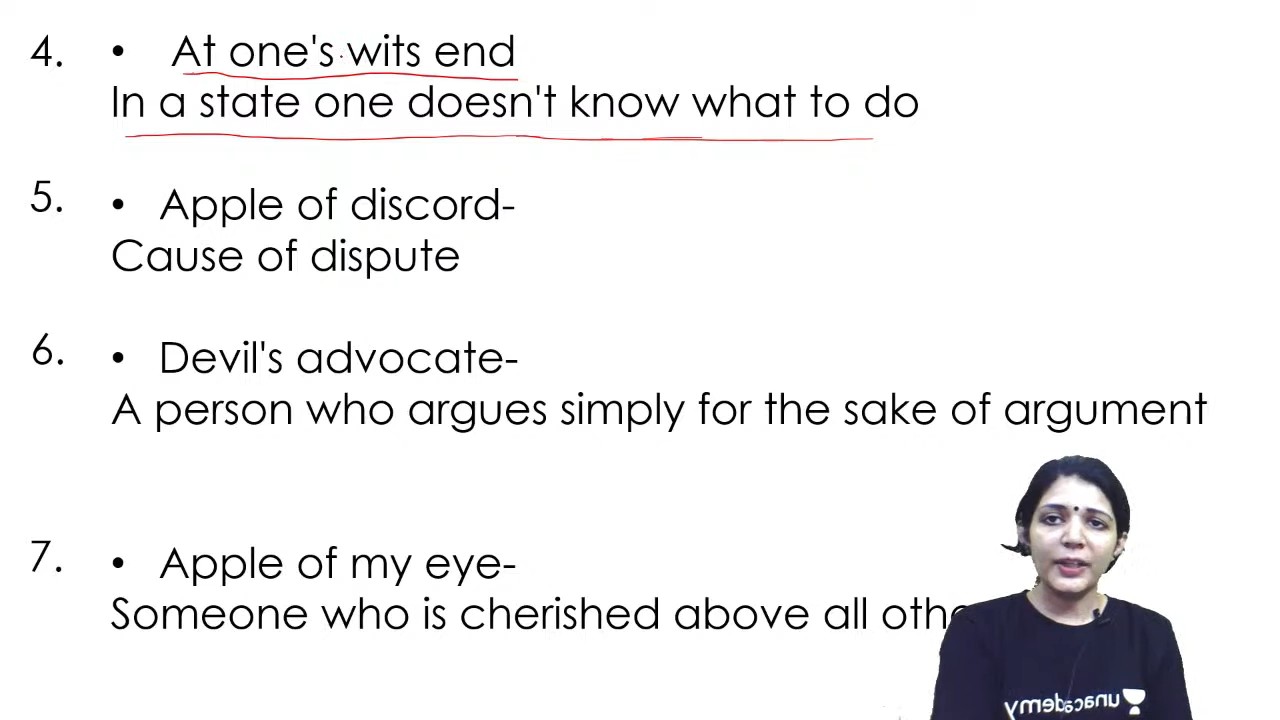 4. • At one's wits end
In a state one doesn't know what to do
5. • Apple of discord-
Cause of dispute
6. • Devil's advocate-
A person who argues simply for the sake of argument
7. • Apple of my eye-
Someone who is cherished above all othe
unacademy